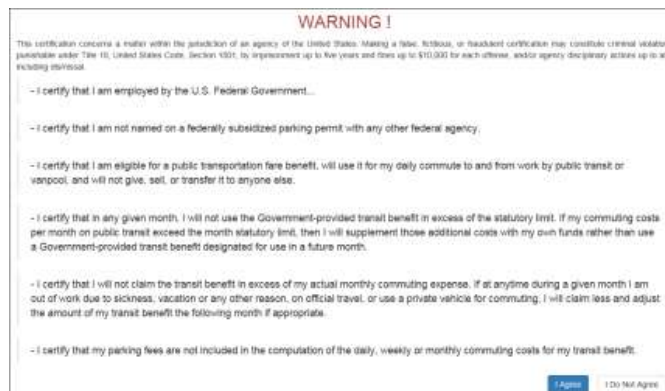 WARNING !
This certification concerns a matter within the jurisdiction of an agency of the United States. Making a false, fictitious, or fraudulent certification may constitute criminal violation
punishable under Title 18, United States Code, Section 1001, by imprisonment up to five years and fines up to $10,000 for each offense, and/or agency disciplinary actions up to an
including dismissal.
- I certify that I am employed by the U.S. Federal Government...
- I certify that I am not named on a federally subsidized parking permit with any other federal agency.
- I certify that I am eligible for a public transportation fare benefit, will use it for my daily commute to and from work by public transit or
vanpool, and will not give, sell, or transfer it to anyone else.
- I certify that in any given month, I will not use the Government-provided transit benefit in excess of the statutory limit. If my commuting costs
per month on public transit exceed the month statutory limit, then I will supplement those additional costs with my own funds rather than use
a Government-provided transit benefit designated for use in a future month.
- I certify that I will not claim the transit benefit in excess of my actual monthly commuting expense. If at anytime during a given month I am
out of work due to sickness, vacation or any other reason, on official travel, or use a private vehicle for commuting, I will claim less and adjust
the amount of my transit benefit the following month if appropriate.
- I certify that my parking fees are not included in the computation of the daily, weekly or monthly commuting costs for my transit benefit.
I Agree
I Do Not Agree